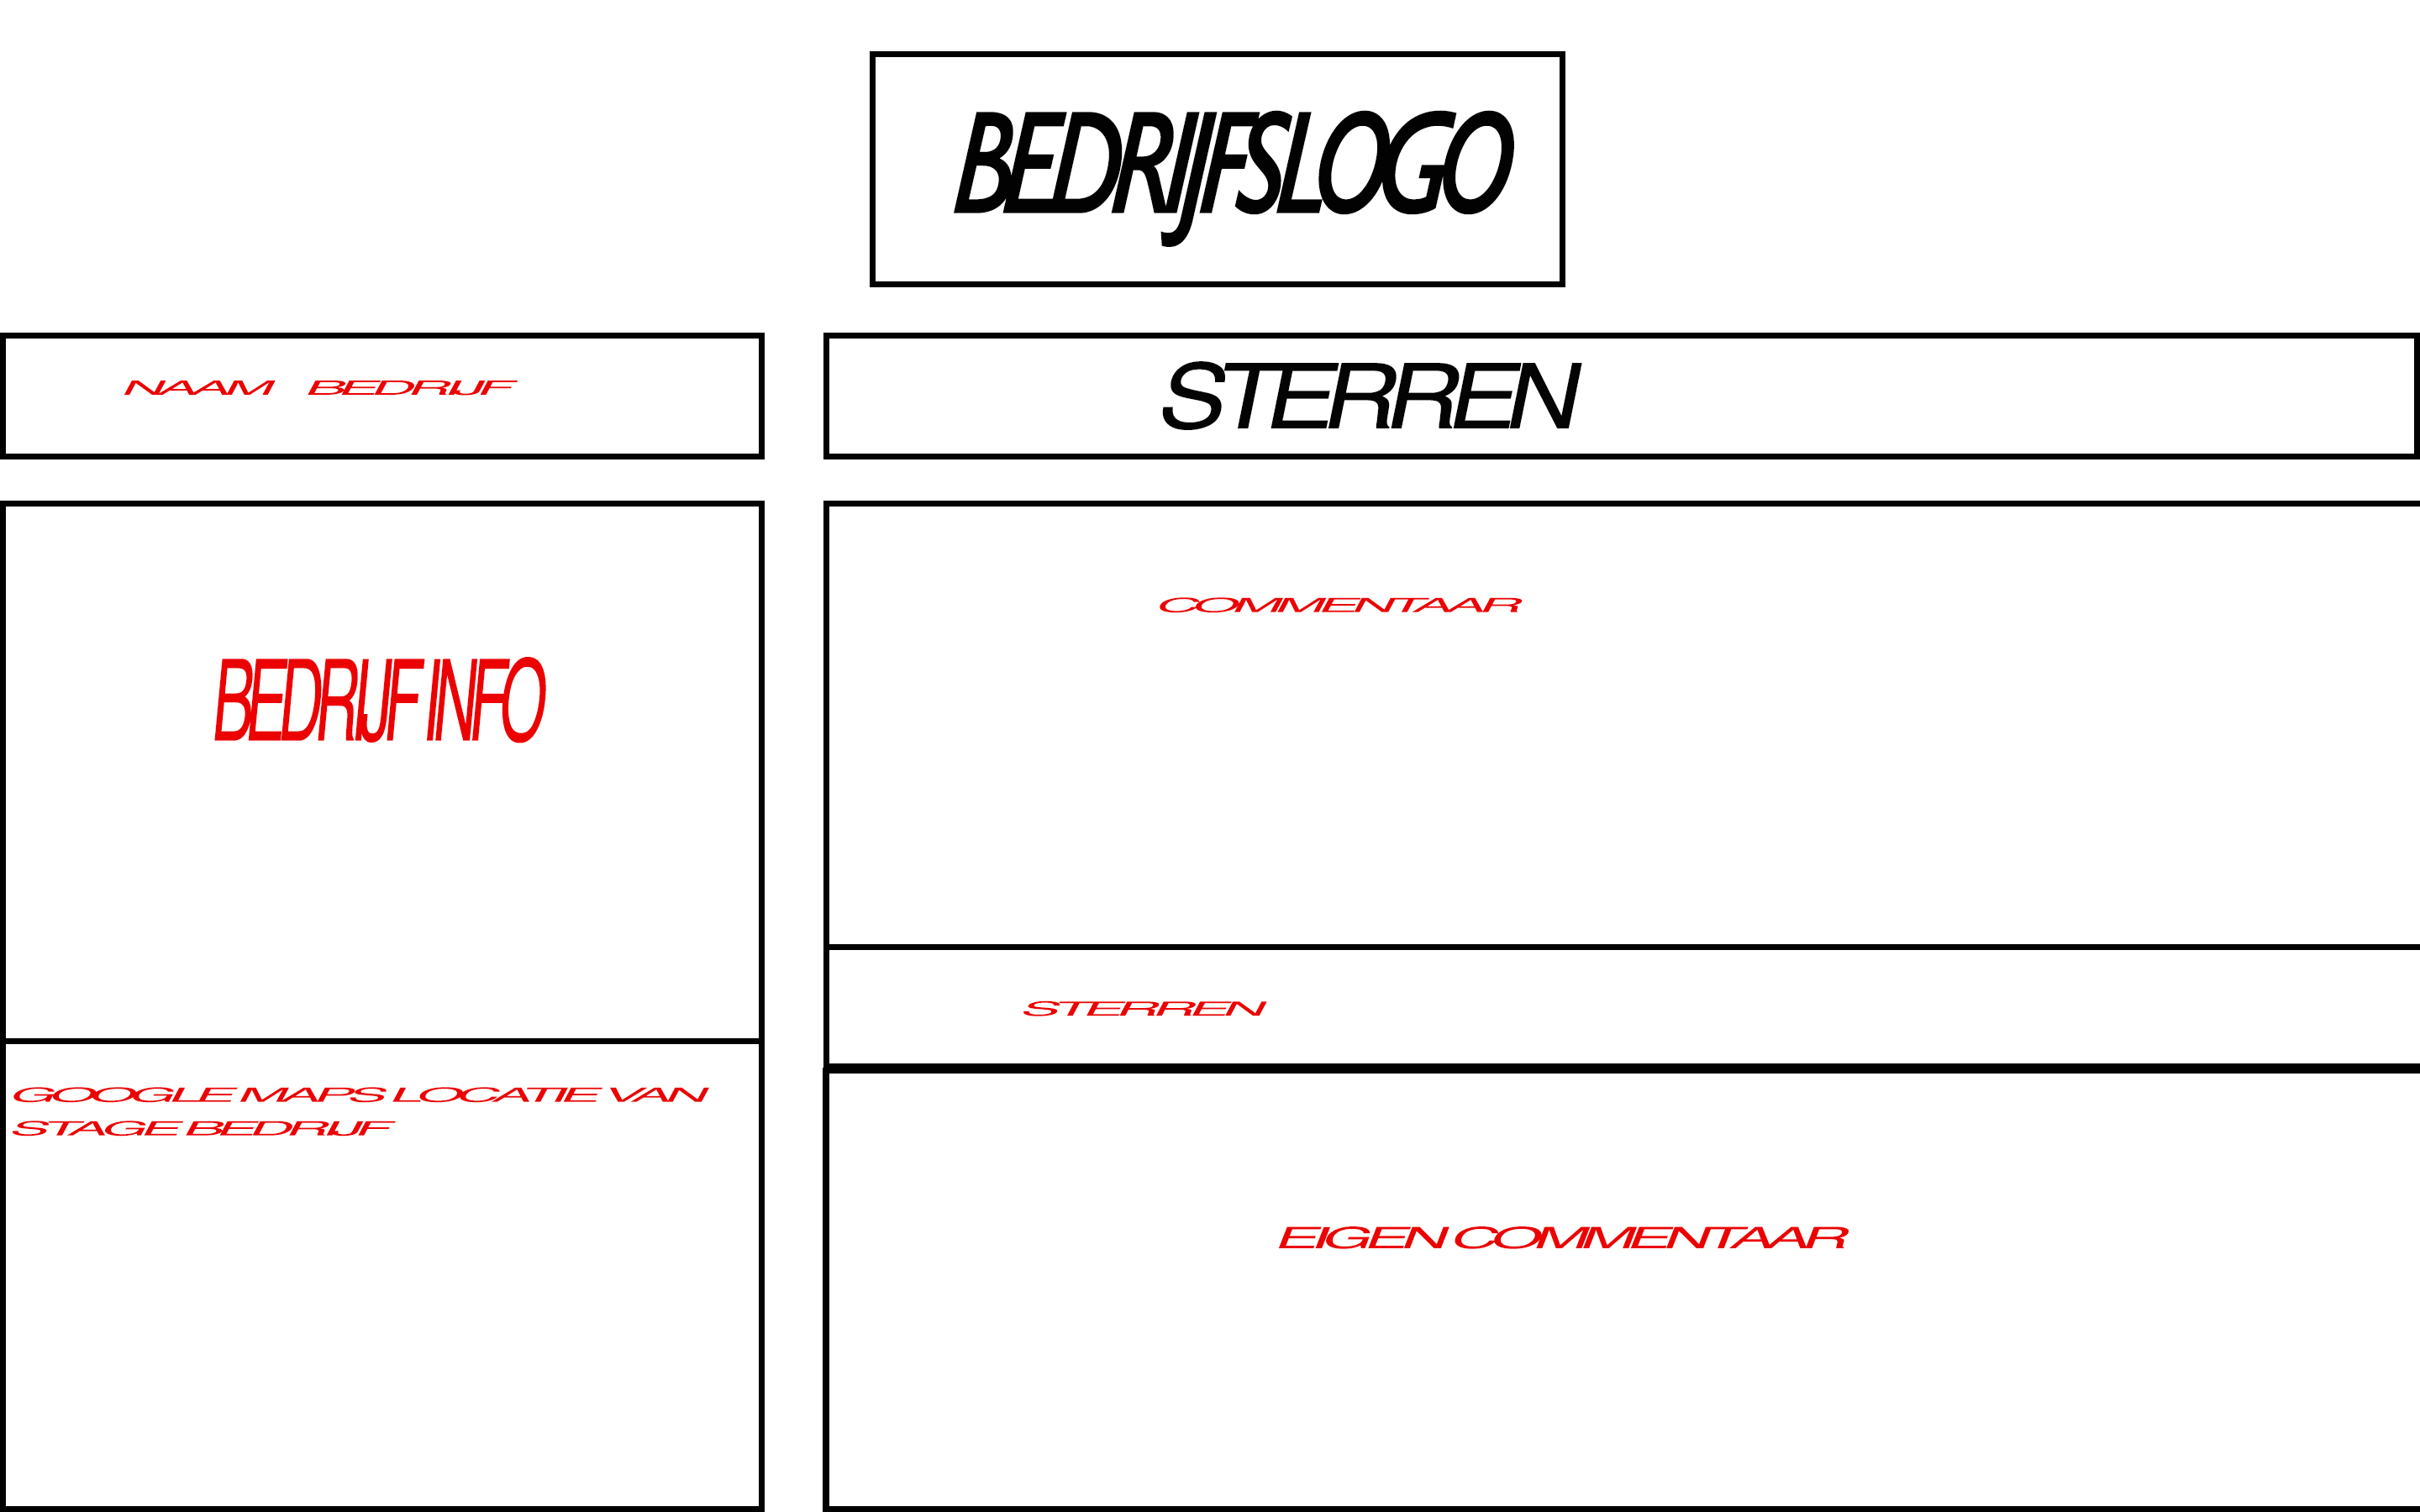 BEDRIJFSLOGO
NAAM BEDRIJF
STERREN
BEDRIJF INFO
COMMENTAAR
STERREN
GOOGLE MAPS LOCATIE VAN
STAGE BEDRIJF
EIGEN COMMENTAAR